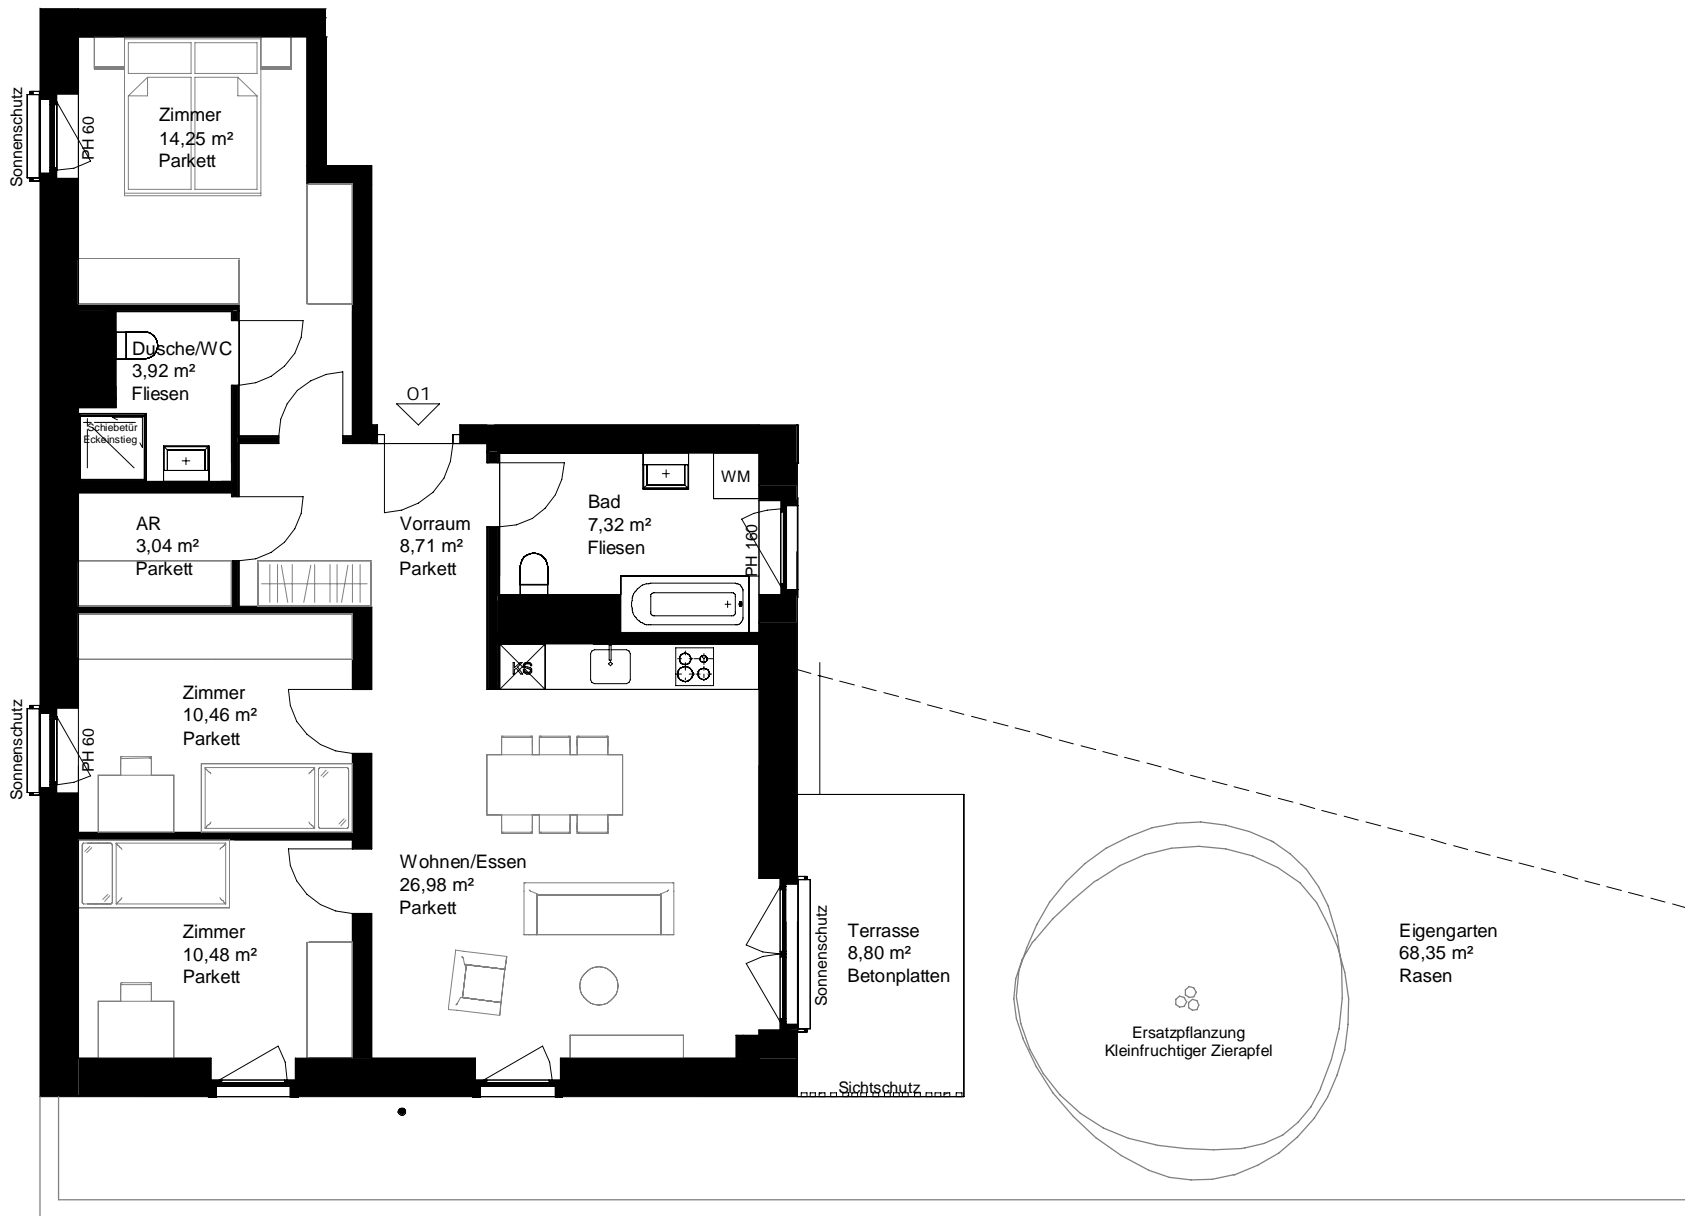 Sonnenschutz
PH 60
Zimmer
14,25 m²
Parkett
Dusche/WC
3,92 m²
Fliesen
Schiebetür
Eckeinstieg
01
AR
3,04 m²
Parkett
Vorraum
8,71 m²
Parkett
Bad
7,32 m²
Fliesen
WM
PH 160
KS
Sonnenschutz
PH 60
Zimmer
10,46 m²
Parkett
Wohnen/Essen
26,98 m²
Parkett
Zimmer
10,48 m²
Parkett
Sonnenschutz
Terrasse
8,80 m²
Betonplatten
Sichtschutz
Ersatzpflanzung
Kleinfruchtiger Zierapfel
Eigengarten
68,35 m²
Rasen